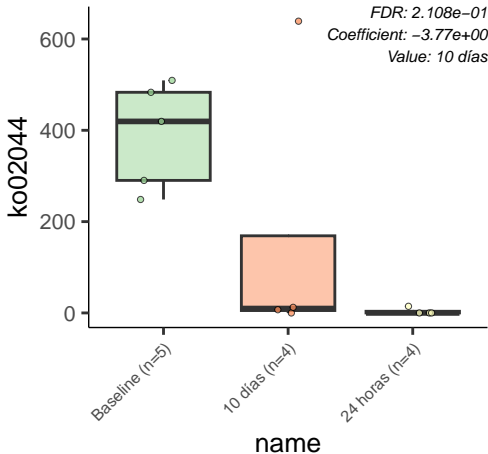 FDR: 2.108e−01
Coefficient: −3.77e+00
Value: 10 días
ko02044
600
400
200
0
Baseline (n=5)
10 días (n=4)
24 horas (n=4)
name